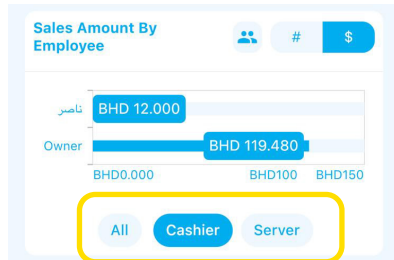 Sales Amount By
Employee
# $
ناصر BHD 12.000
Owner BHD 119.480
BHD0.000 BHD100 BHD150
All Cashier Server